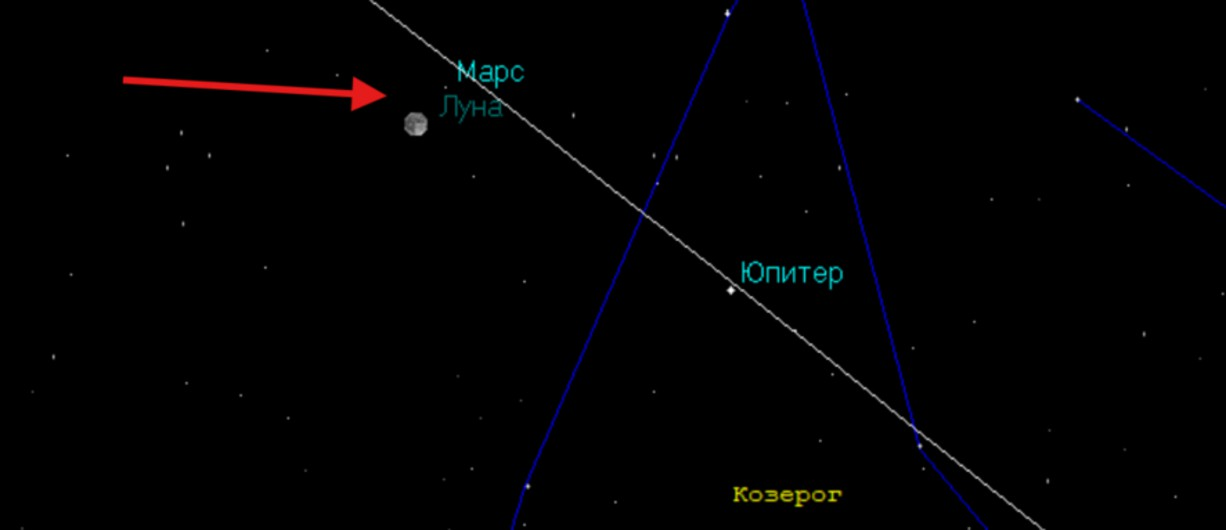 Марс
Луна
Юпитер
Козерог